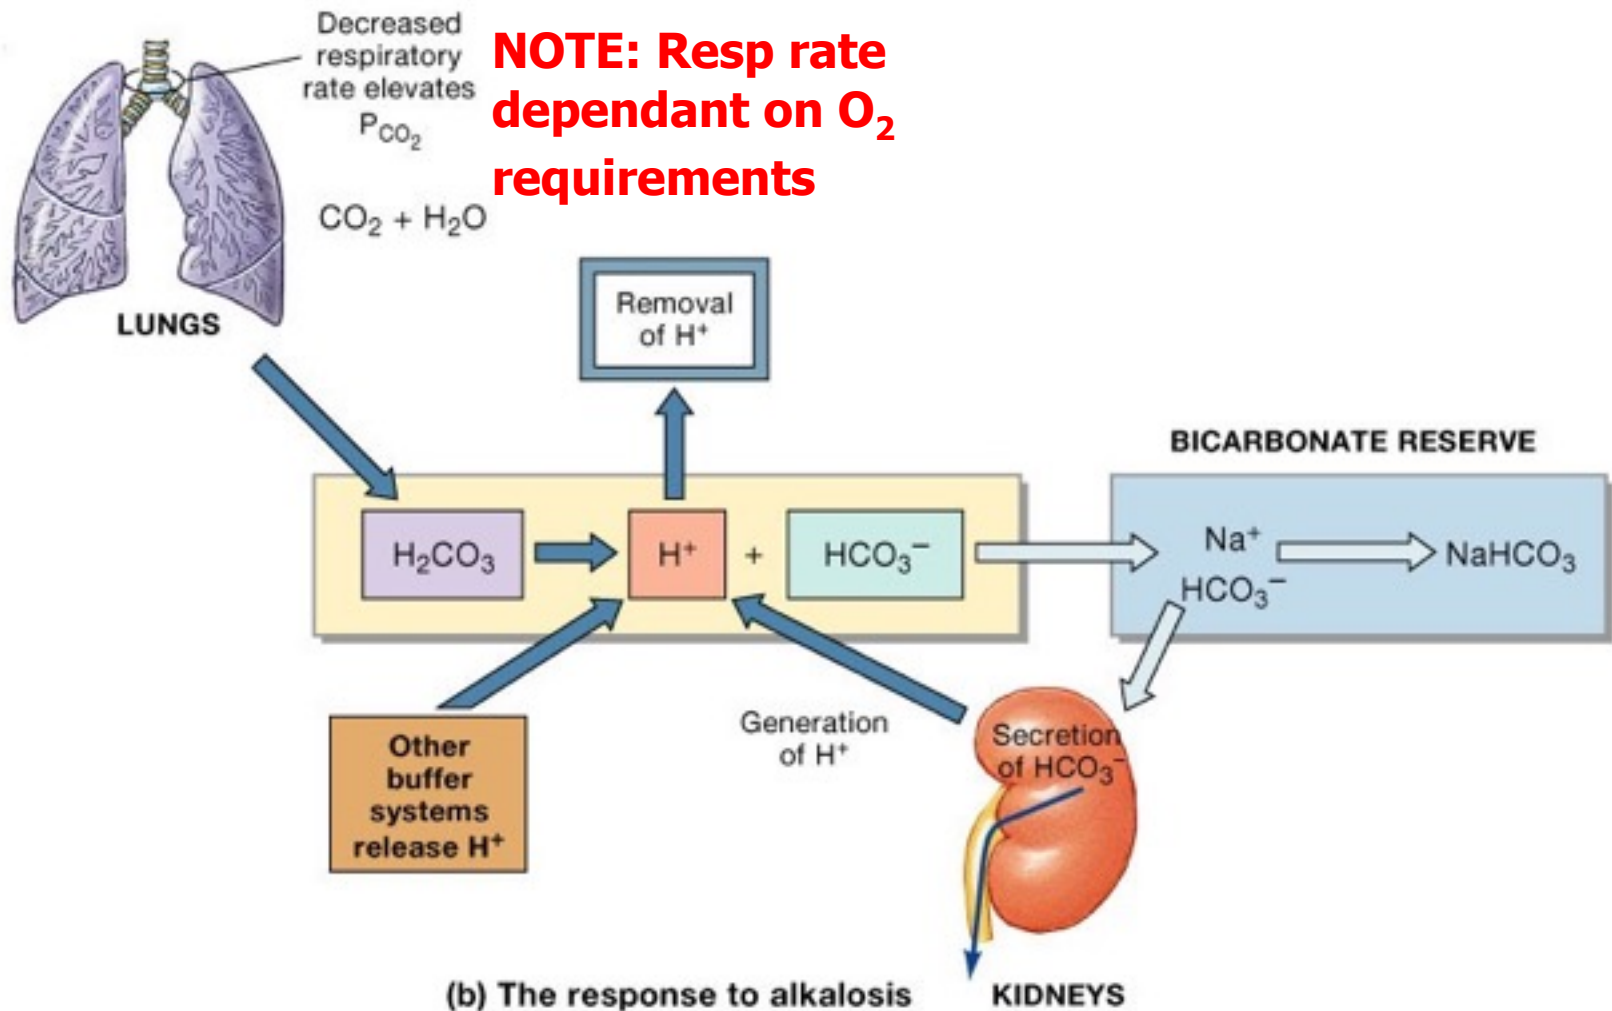 Decreased
respiratory
rate elevates
P_CO₂
NOTE: Resp rate
dependant on O₂
requirements
CO₂ + H₂O
LUNGS
Removal
of H⁺
BICARBONATE RESERVE
H₂CO₃
H⁺
+
HCO₃⁻
Na⁺
HCO₃⁻
NaHCO₃
Other
buffer
systems
release H⁺
Generation
of H⁺
Secretion
of HCO₃⁻
(b) The response to alkalosis
KIDNEYS